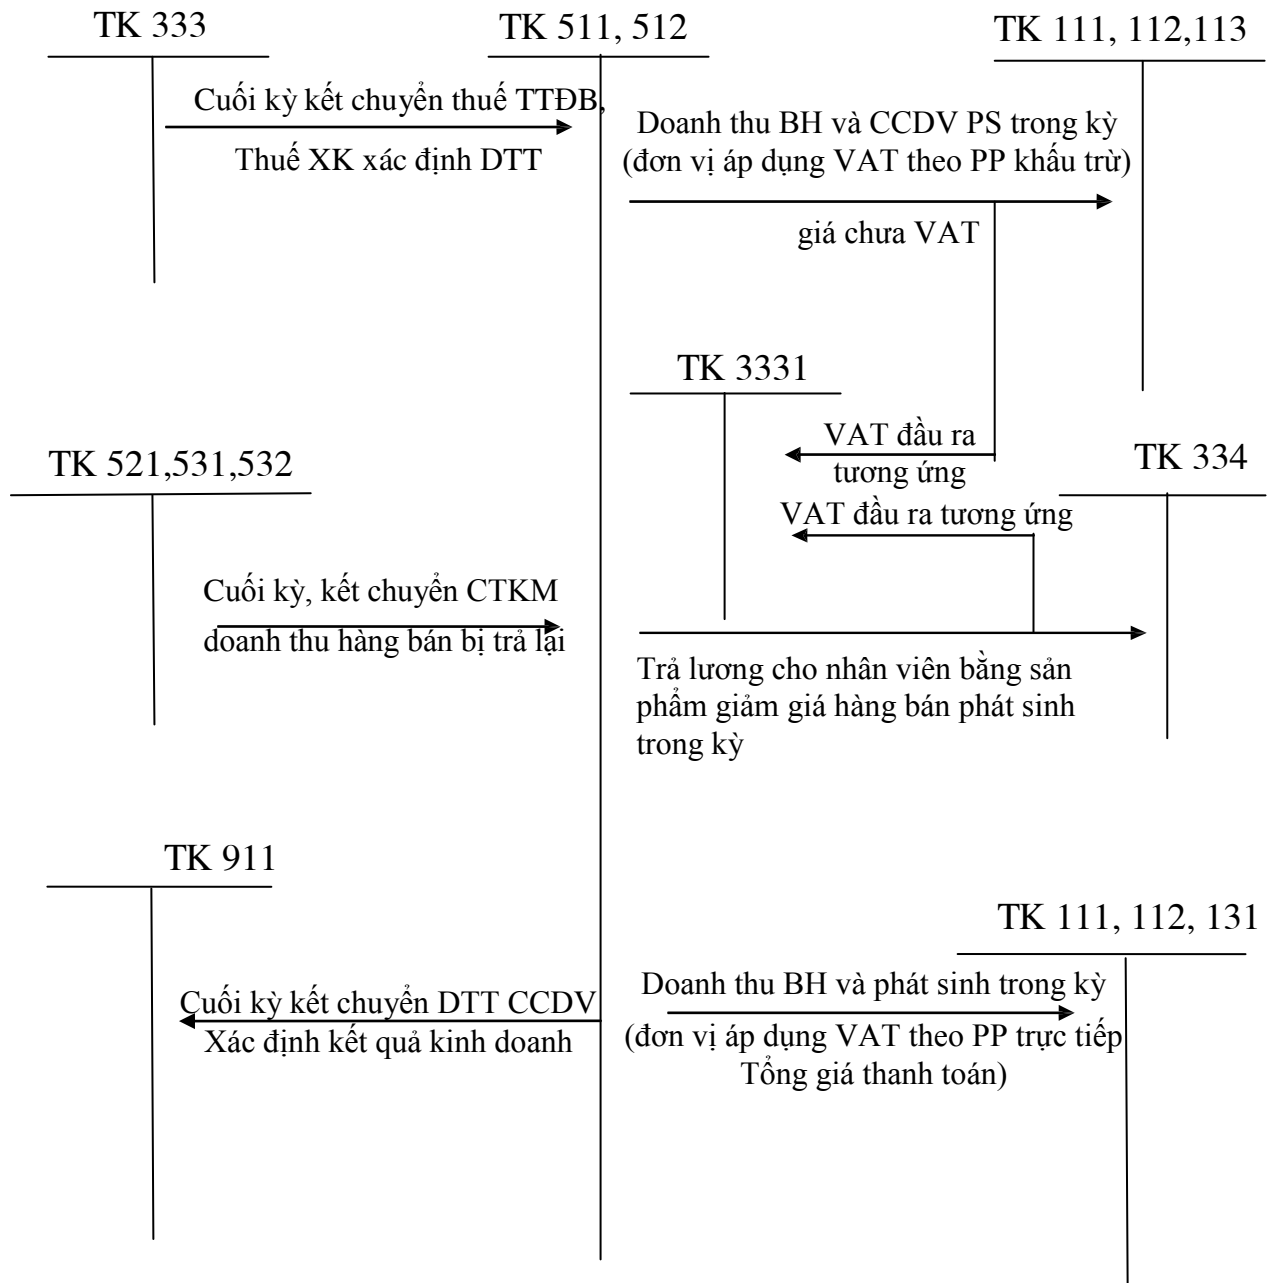 TK 333
TK 511, 512
TK 111, 112,113
Cuối kỳ kết chuyển thuế TTĐB,
Thuế XK xác định DTT
Doanh thu BH và CCDV PS trong kỳ
(đơn vị áp dụng VAT theo PP khấu trừ)
giá chưa VAT
TK 3331
VAT đầu ra
tương ứng
TK 334
TK 521,531,532
VAT đầu ra tương ứng
Cuối kỳ, kết chuyển CTKM
doanh thu hàng bán bị trả lại
Trả lương cho nhân viên bằng sản
phẩm giảm giá hàng bán phát sinh
trong kỳ
TK 911
TK 111, 112, 131
Cuối kỳ kết chuyển DTT CCDV
Xác định kết quả kinh doanh
Doanh thu BH và phát sinh trong kỳ
(đơn vị áp dụng VAT theo PP trực tiếp
Tổng giá thanh toán)